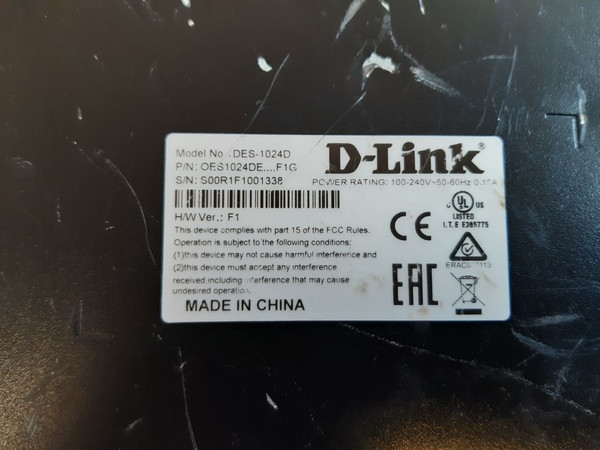 Model No.: DES-1024D
P/N: OES1024DE....F1G
S/N: S00R1F1001338
D-Link®
POWER RATING: 100-240V~50-60Hz 0.15A
H/W Ver.: F1
This device complies with part 15 of the FCC Rules.
Operation is subject to the following conditions:
(1)this device may not cause harmful interference and
(2)this device must accept any interference
received,including interference that may cause
undesired operation.
MADE IN CHINA
CE
UL
LISTED
I.T.E E385775
EAC